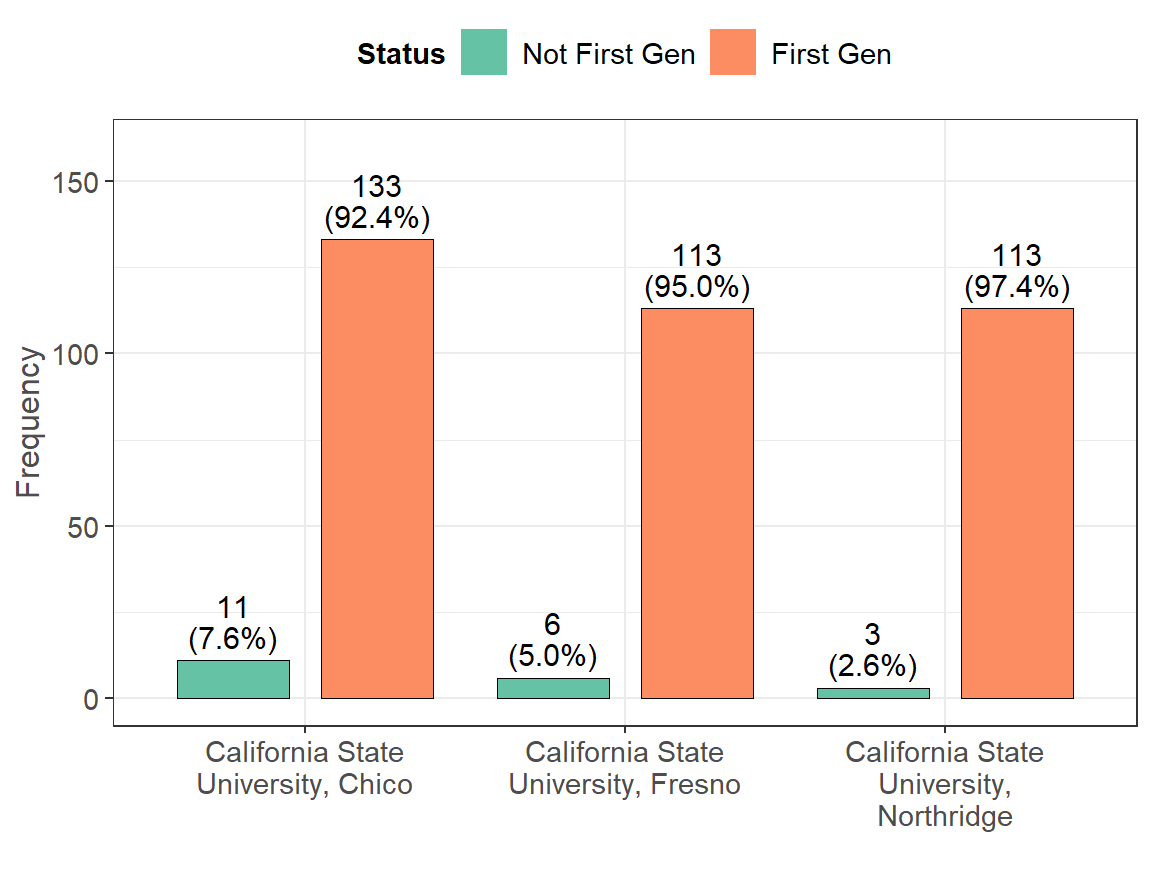 Status Not First Gen First Gen
Frequency
150
100
50
0
133
(92.4%)
113
(95.0%)
113
(97.4%)
11
(7.6%)
6
(5.0%)
3
(2.6%)
California State
University, Chico
California State
University, Fresno
California State
University,
Northridge